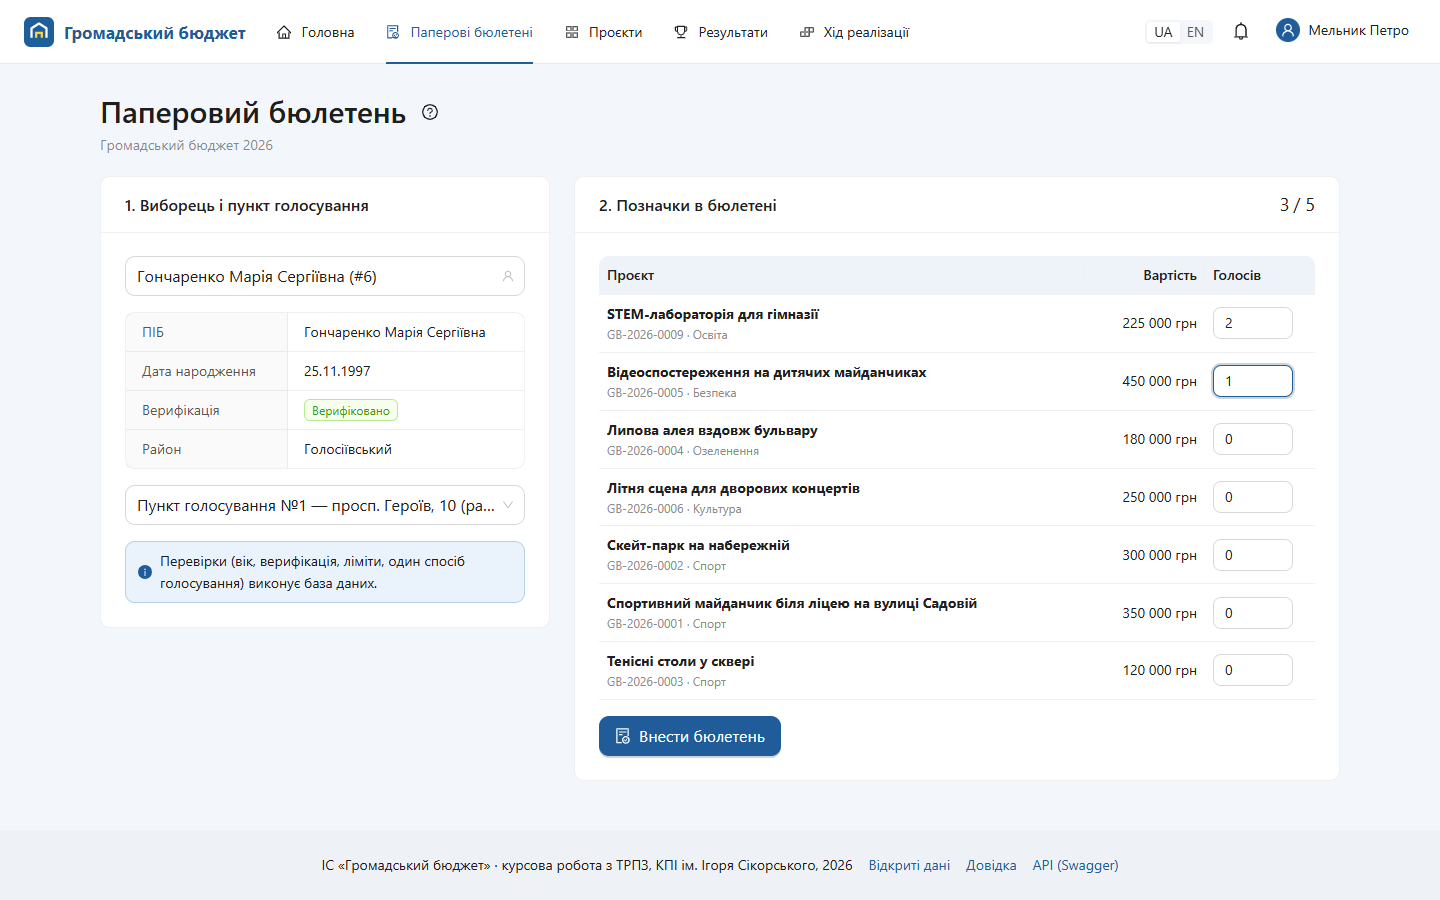 Громадський бюджет
Головна
Паперові бюлетені
Проєкти
Результати
Хід реалізації
UA EN
Мельник Петро
Паперовий бюлетень
Громадський бюджет 2026
1. Виборець і пункт голосування
Гончаренко Марія Сергіївна (#6)
ПІБ Гончаренко Марія Сергіївна
Дата народження 25.11.1997
Верифікація Верифіковано
Район Голосіївський
Пункт голосування №1 — просп. Героїв, 10 (ра...
Перевірки (вік, верифікація, ліміти, один спосіб
голосування) виконує база даних.
2. Позначки в бюлетені 3 / 5
Проєкт Вартість Голосів
STEM-лабораторія для гімназії
GB-2026-0009 · Освіта
225 000 грн 2
Відеоспостереження на дитячих майданчиках
GB-2026-0005 · Безпека
450 000 грн 1
Липова алея вздовж бульвару
GB-2026-0004 · Озеленення
180 000 грн 0
Літня сцена для дворових концертів
GB-2026-0006 · Культура
250 000 грн 0
Скейт-парк на набережній
GB-2026-0002 · Спорт
300 000 грн 0
Спортивний майданчик біля ліцею на вулиці Садовій
GB-2026-0001 · Спорт
350 000 грн 0
Тенісні столи у сквері
GB-2026-0003 · Спорт
120 000 грн 0
Внести бюлетень
ІС «Громадський бюджет» · курсова робота з ТРПЗ, КПІ ім. Ігоря Сікорського, 2026 Відкриті дані Довідка API (Swagger)